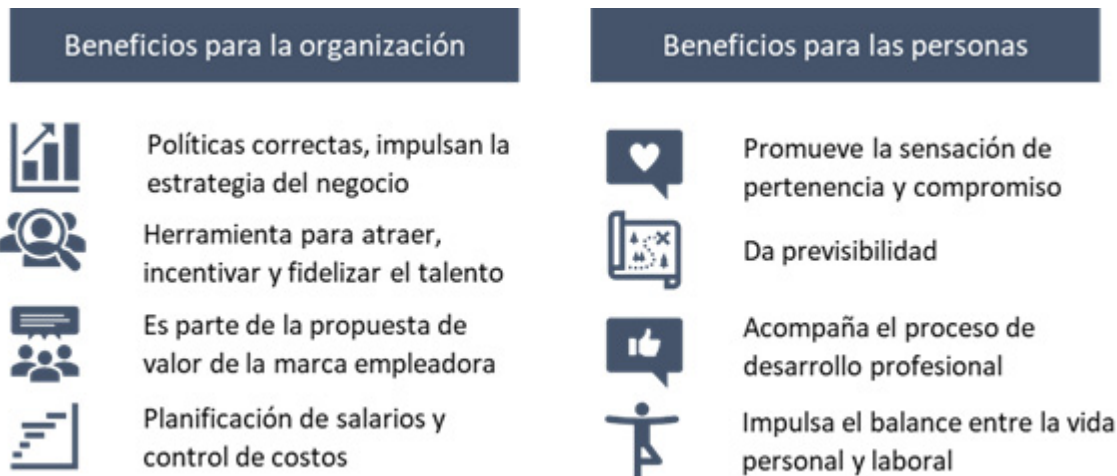 Beneficios para la organización
Políticas correctas, impulsan la
estrategia del negocio
Herramienta para atraer,
incentivar y fidelizar el talento
Es parte de la propuesta de
valor de la marca empleadora
Planificación de salarios y
control de costos
Beneficios para las personas
Promueve la sensación de
pertenencia y compromiso
Da previsibilidad
Acompaña el proceso de
desarrollo profesional
Impulsa el balance entre la vida
personal y laboral